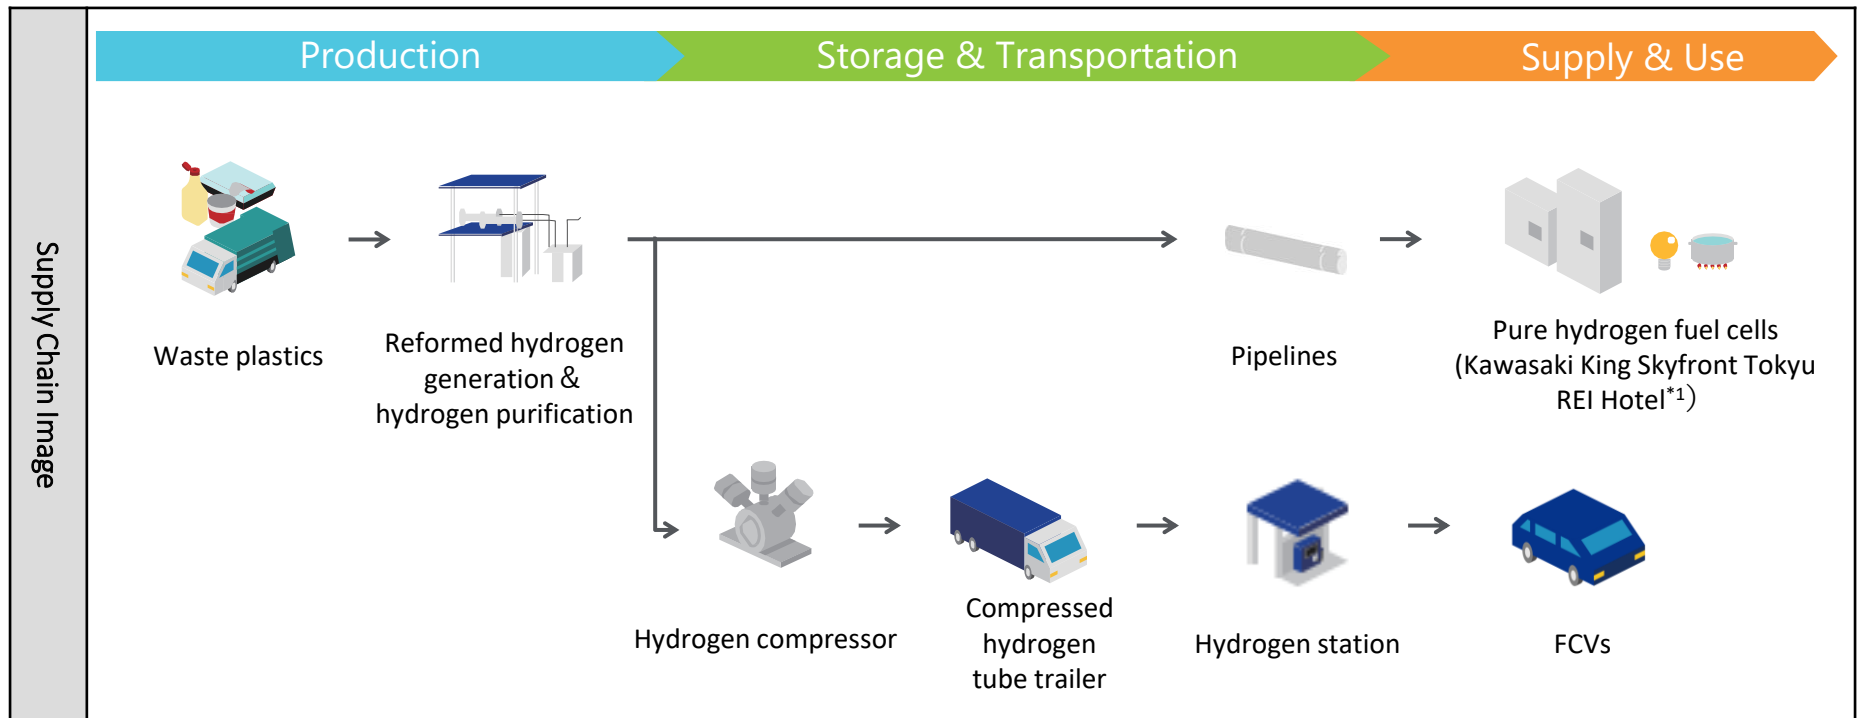 Supply Chain Image
Production
Storage & Transportation
Supply & Use
Waste plastics
Reformed hydrogen
generation &
hydrogen purification
Pipelines
Pure hydrogen fuel cells
(Kawasaki King Skyfront Tokyu
REI Hotel*1)
Hydrogen compressor
Compressed
hydrogen
tube trailer
Hydrogen station
FCVs